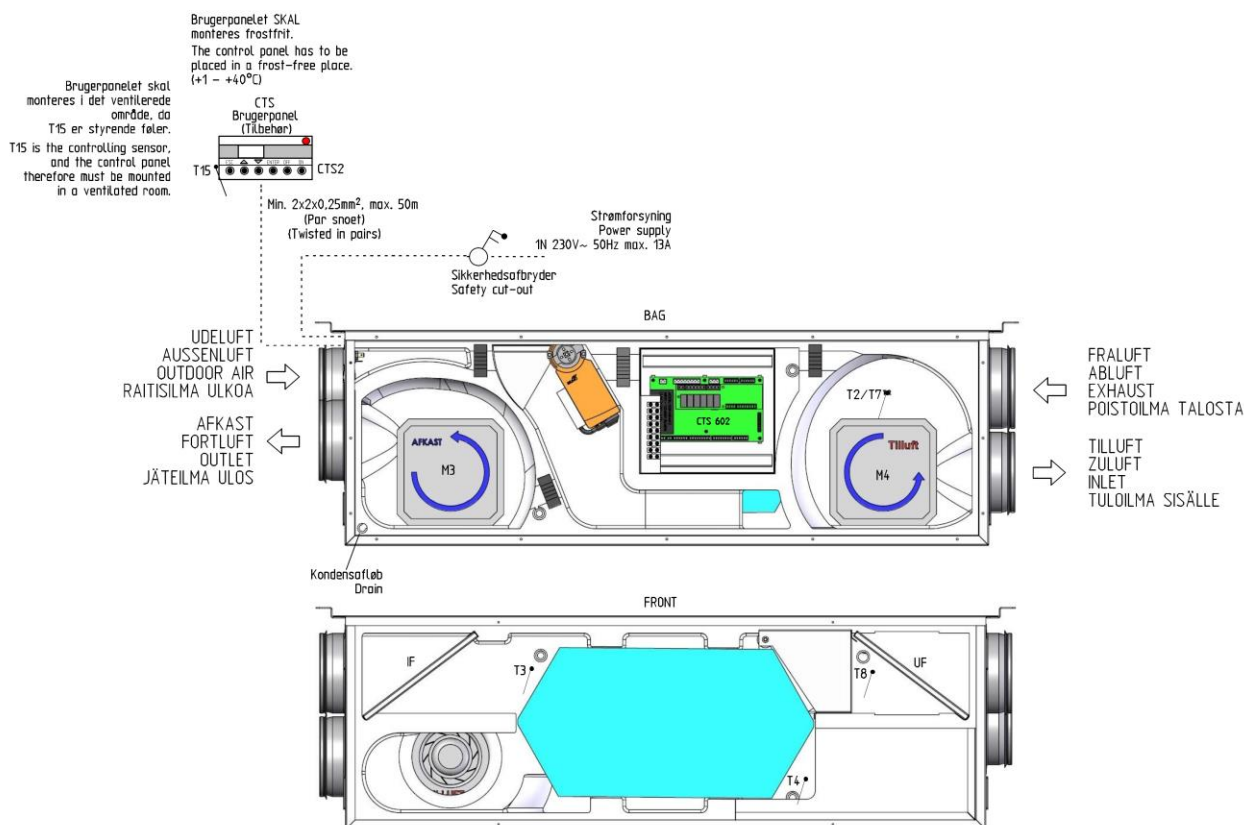 Brugerpanelet SKAL
monteres frostfrit.
The control panel has to be
placed in a frost-free place.
(+1 – +40°C)
Brugerpanelet skal
monteres i det ventilerede
område, da
T15 er styrende føler.
T15 is the controlling sensor,
and the control panel
therefore must be mounted
in a ventilated room.
CTS
Brugerpanel
(Tilbehør)
ESC
ENTER OFF ON
T15
CTS2
Min. 2x2x0,25mm², max. 50m
(Par snoet)
(Twisted in pairs)
Strømforsyning
Power supply
1N 230V~ 50Hz max. 13A
Sikkerhedsafbryder
Safety cut-out
BAG
UDELUFT
AUSSENLUFT
OUTDOOR AIR
RAITISILMA ULKOA
AFKAST
FORTLUFT
OUTLET
JÄTEILMA ULOS
AFKAST
M3
CTS 602
T2/T7
Tilluft
M4
FRALUFT
ABLUFT
EXHAUST
POISTOILMA TALOSTA
TILLUFT
ZULUFT
INLET
TULOILMA SISÄLLE
Kondensafløb
Drain
FRONT
IF
T3
T8
UF
T4